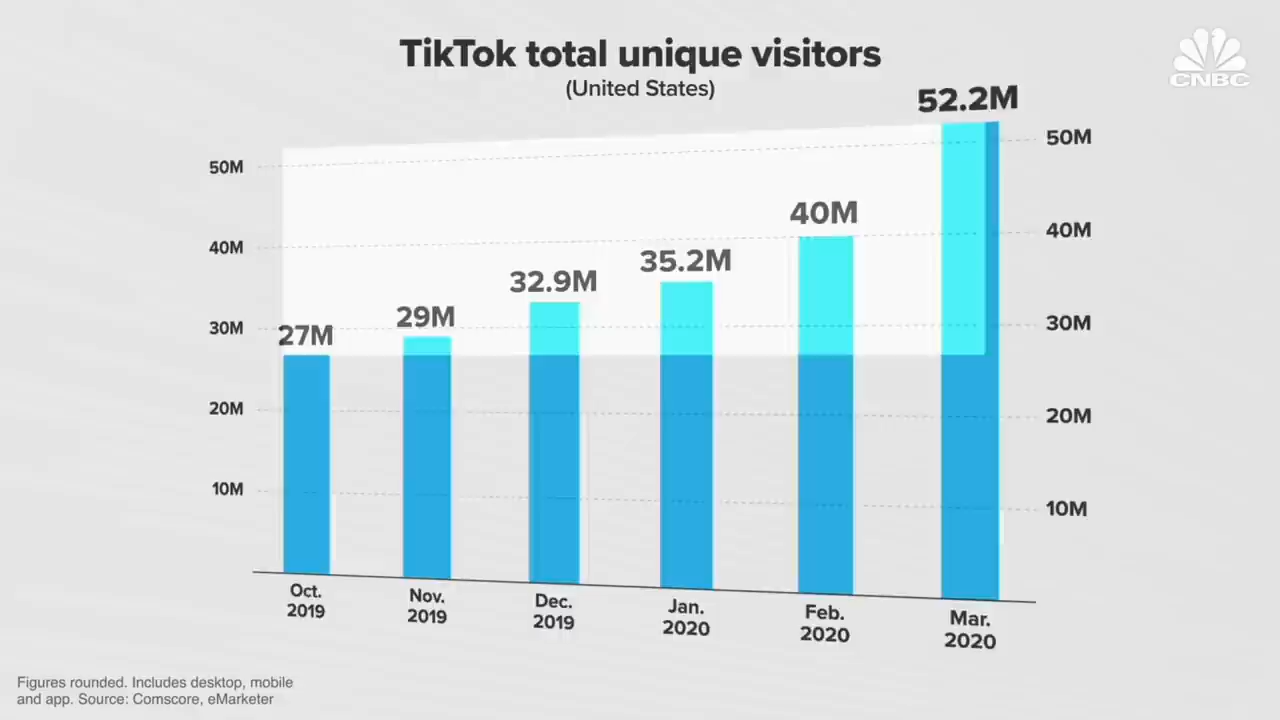 TikTok total unique visitors
(United States)
CNBC
52.2M
50M
50M
40M
40M
40M
35.2M
32.9M
29M
27M
30M
30M
20M
20M
10M
10M
Oct.
2019
Nov.
2019
Dec.
2019
Jan.
2020
Feb.
2020
Mar.
2020
Figures rounded. Includes desktop, mobile
and app. Source: Comscore, eMarketer